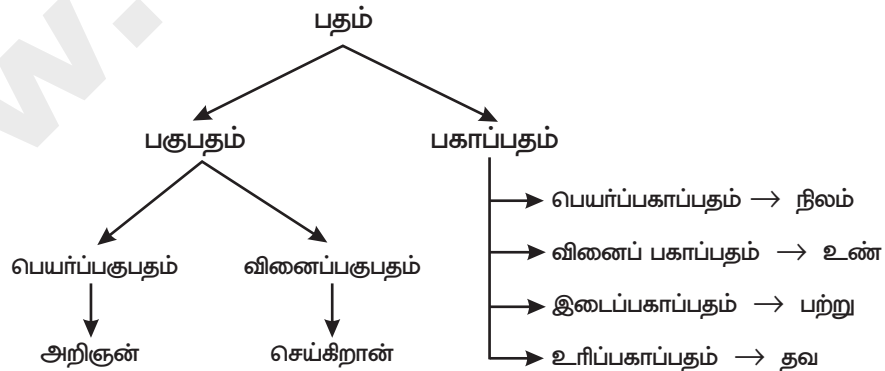 பதம்
பகுபதம் பகாப்பதம்
பெயர்ப்பகாப்பதம் → நிலம்
வினைப் பகாப்பதம் → உண்
பெயர்ப்பகுபதம் வினைப்பகுபதம்
இடைப்பகாப்பதம் → பற்று
அறிஞன் செய்கிறான்
உரிப்பகாப்பதம் → தவ
w.